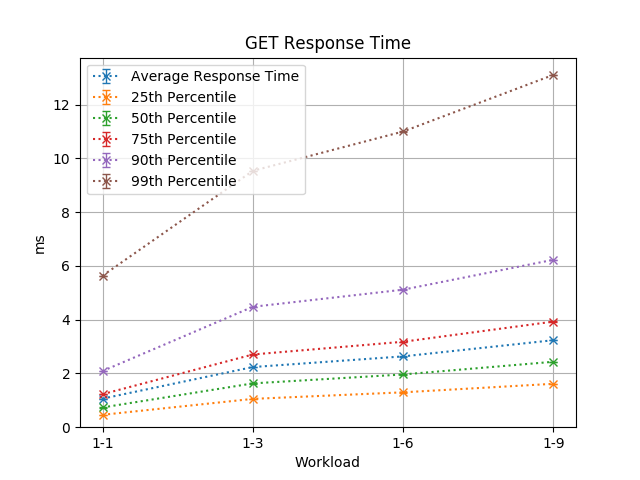 GET Response Time
Average Response Time
25th Percentile
50th Percentile
75th Percentile
90th Percentile
99th Percentile
12
10
8
6
4
2
0
ms
1-1
1-3
1-6
1-9
Workload